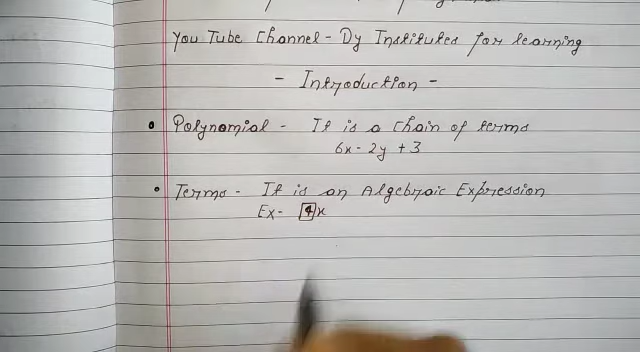 You Tube Channel - Dy Institutes for learning
- Introduction -
• Polynomial - It is a Chain of terms
6x - 2y + 3
• Terms - It is an Algebraic Expression
Ex - 4x